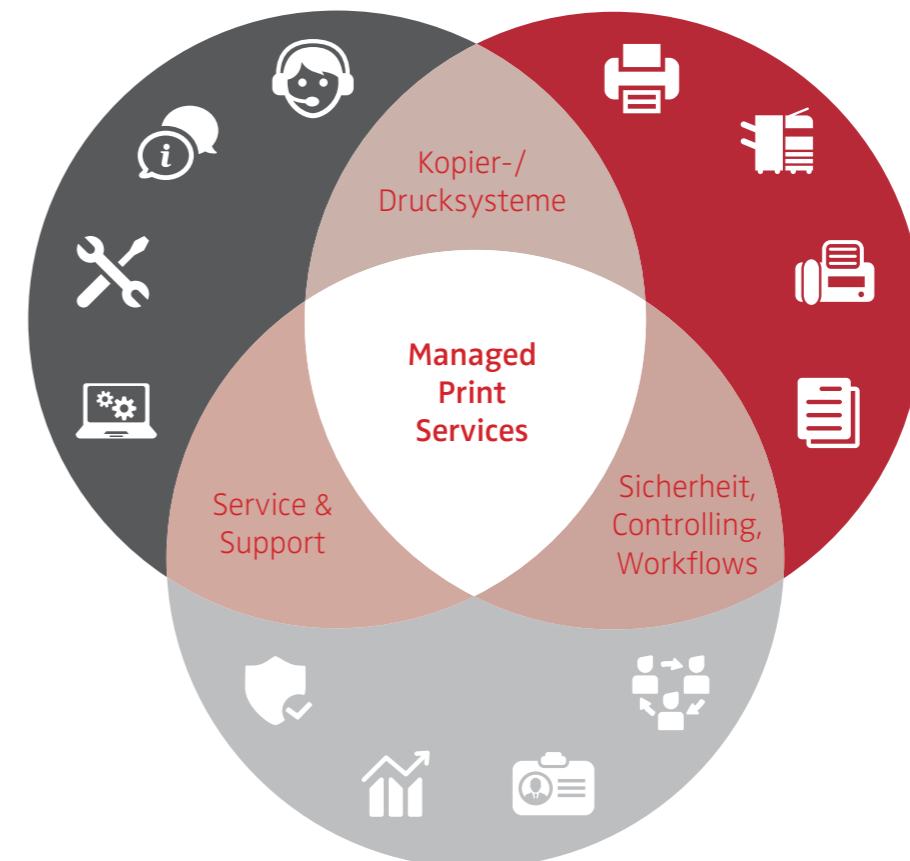 Kopier-/
Drucksysteme
Managed
Print
Services
Service &
Support
Sicherheit,
Controlling,
Workflows
i